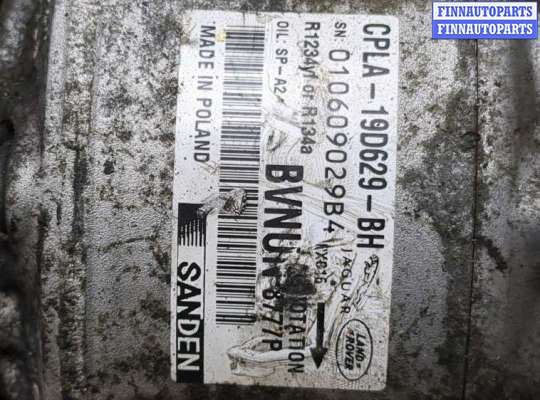 FINNAUTOPARTS
FINNAUTOPARTS
CPLA-19D629-BH
SN: 010609029B4
JAGUAR
LAND ROVER
R1234yf or R134a
OIL. SP-A2
ROTATION
MADE IN POLAND
SANDEN